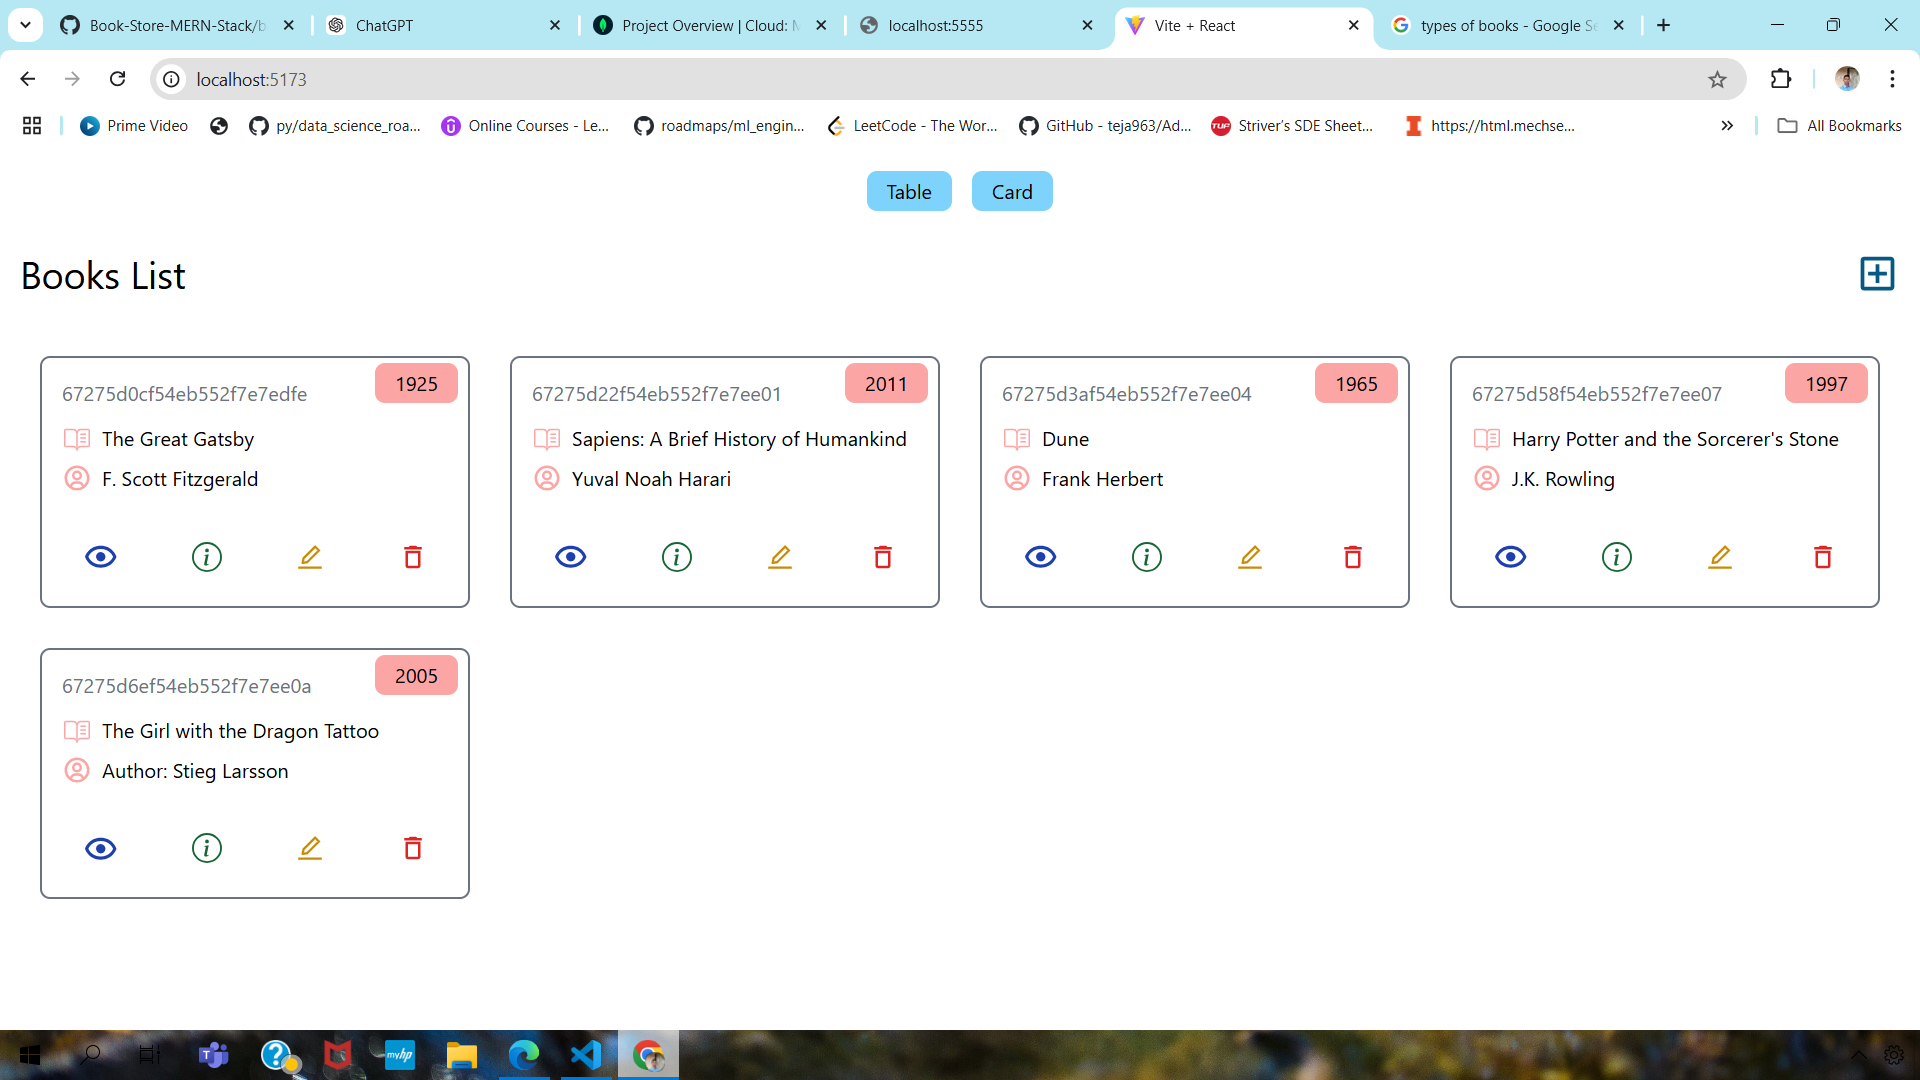 Book-Store-MERN-Stack/b
ChatGPT
Project Overview | Cloud: M
localhost:5555
Vite + React
types of books - Google Se
localhost:5173
Prime Video
py/data_science_roa...
Online Courses - Le...
roadmaps/ml_engin...
LeetCode - The Wor...
GitHub - teja963/Ad...
TUF
Striver's SDE Sheet...
https://html.mechse...
All Bookmarks
Table
Card
Books List
67275d0cf54eb552f7e7edfe
1925
The Great Gatsby
F. Scott Fitzgerald
67275d22f54eb552f7e7ee01
2011
Sapiens: A Brief History of Humankind
Yuval Noah Harari
67275d3af54eb552f7e7ee04
1965
Dune
Frank Herbert
67275d58f54eb552f7e7ee07
1997
Harry Potter and the Sorcerer's Stone
J.K. Rowling
67275d6ef54eb552f7e7ee0a
2005
The Girl with the Dragon Tattoo
Author: Stieg Larsson
myhp